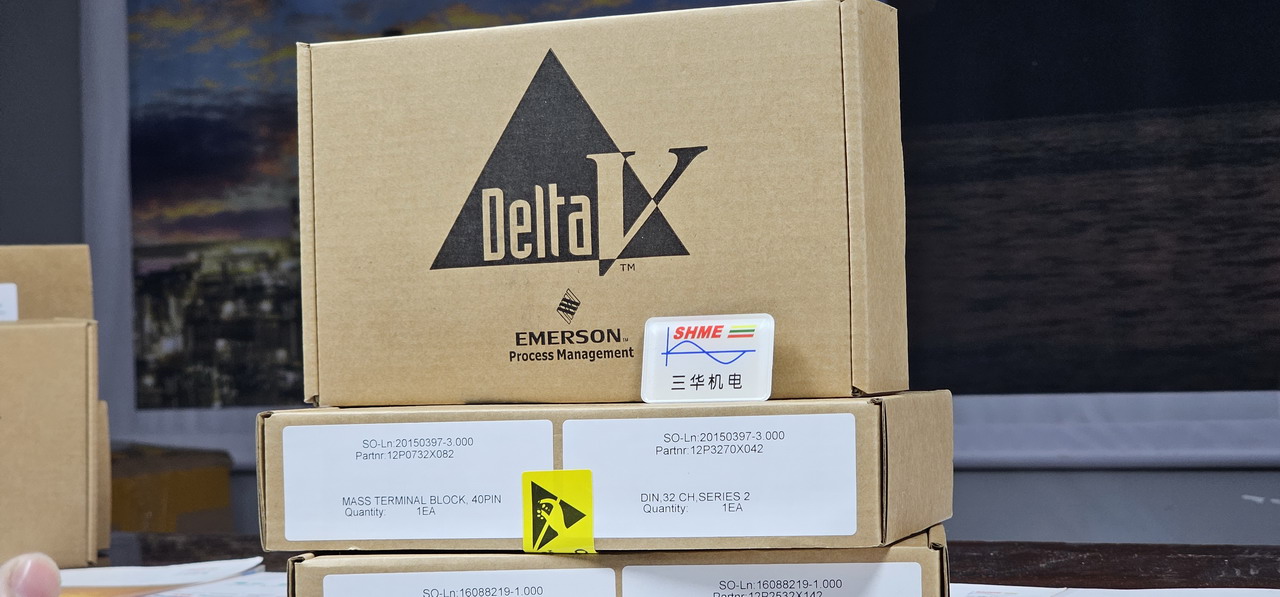 DeltaV
TM
EMERSON
Process Management
SHME
三华机电
SO-Ln:20150397-3.000
Partnr:12P0732X082
MASS TERMINAL BLOCK, 40PIN
Quantity: 1EA
SO-Ln:20150397-3.000
Partnr:12P3270X042
DIN,32 CH,SERIES 2
Quantity: 1EA
SO-Ln:16088219-1.000
SO-Ln:16088219-1.000
Partnr:12P2532X142